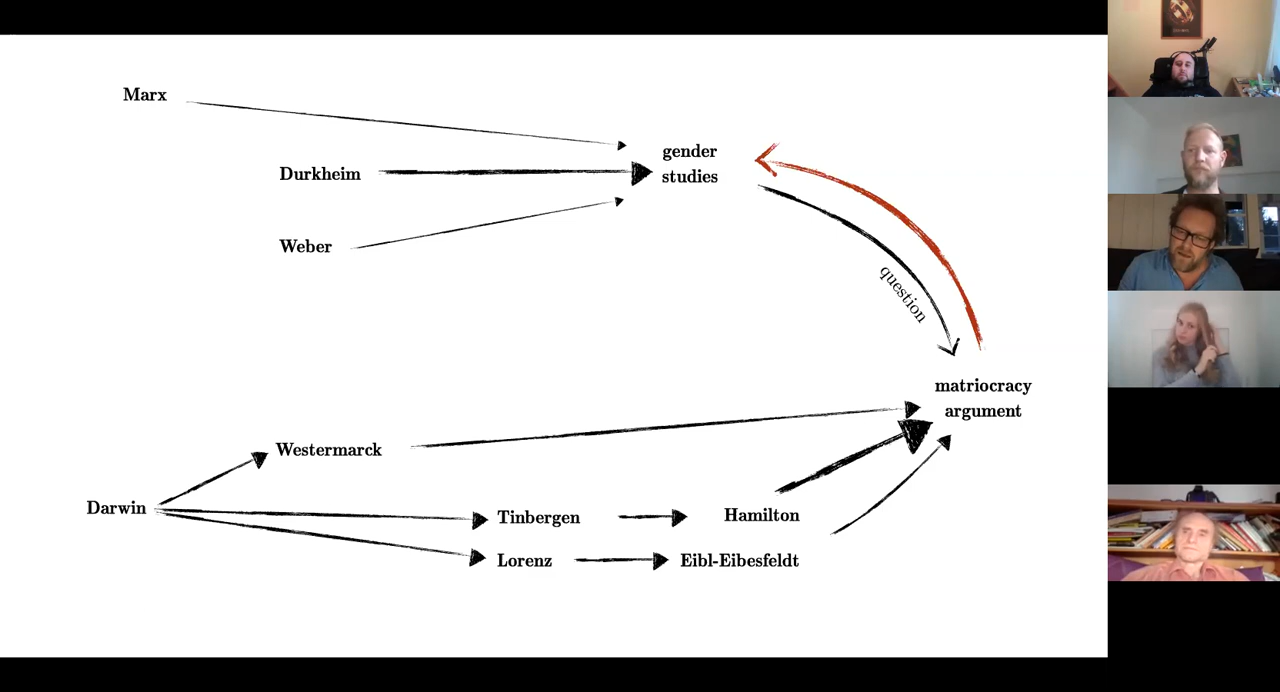 Marx
gender
studies
Durkheim
Weber
question
matriocracy
argument
Westermarck
Darwin
Tinbergen
Hamilton
Lorenz
Eibl-Eibesfeldt